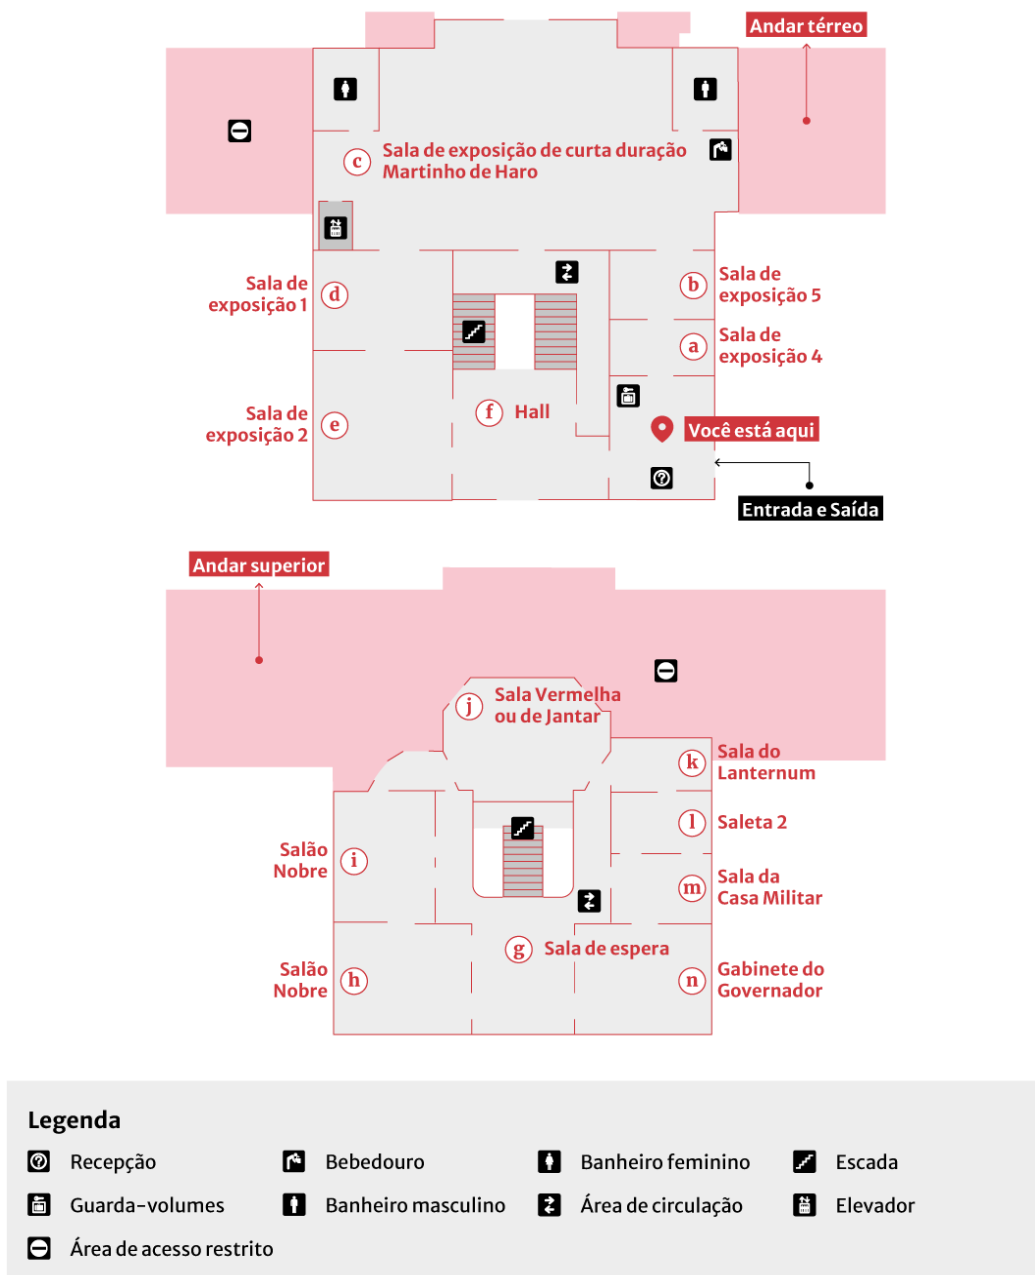 Andar térreo
c
Sala de exposição de curta duração
Martinho de Haro
Sala de
exposição 1
d
b
Sala de
exposição 5
a
Sala de
exposição 4
Sala de
exposição 2
e
f
Hall
Você está aqui
Entrada e Saída
Andar superior
j
Sala Vermelha
ou de Jantar
k
Sala do
Lanternum
l
Saleta 2
Salão
Nobre
i
m
Sala da
Casa Militar
g
Sala de espera
Salão
Nobre
h
n
Gabinete do
Governador
Legenda
Recepção
Bebedouro
Banheiro feminino
Escada
Guarda-volumes
Banheiro masculino
Área de circulação
Elevador
Área de acesso restrito